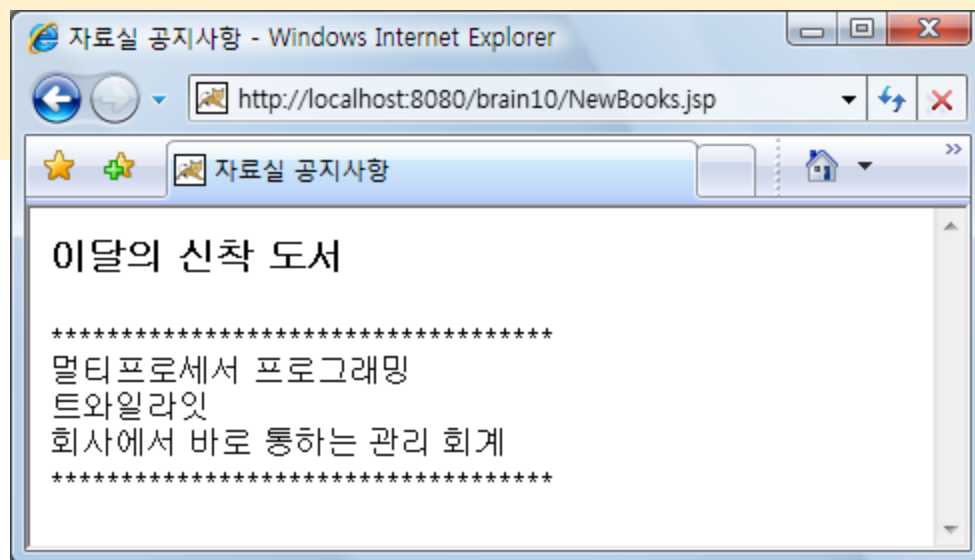 자료실 공지사항 - Windows Internet Explorer
http://localhost:8080/brain10/NewBooks.jsp
자료실 공지사항
이달의 신착 도서
************************************
멀티프로세서 프로그래밍
트와일라잇
회사에서 바로 통하는 관리 회계
************************************